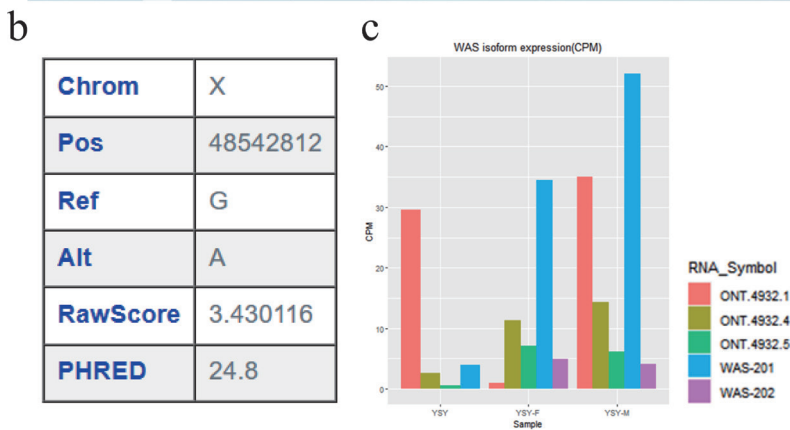 b
Chrom X
Pos 48542812
Ref G
Alt A
RawScore 3.430116
PHRED 24.8
c
WAS isoform expression(CPM)
50
40
30
20
10
0
CPM
YSY YSY-F YSY-M
Sample
RNA_Symbol
ONT.4932.1
ONT.4932.4
ONT.4932.5
WAS-201
WAS-202